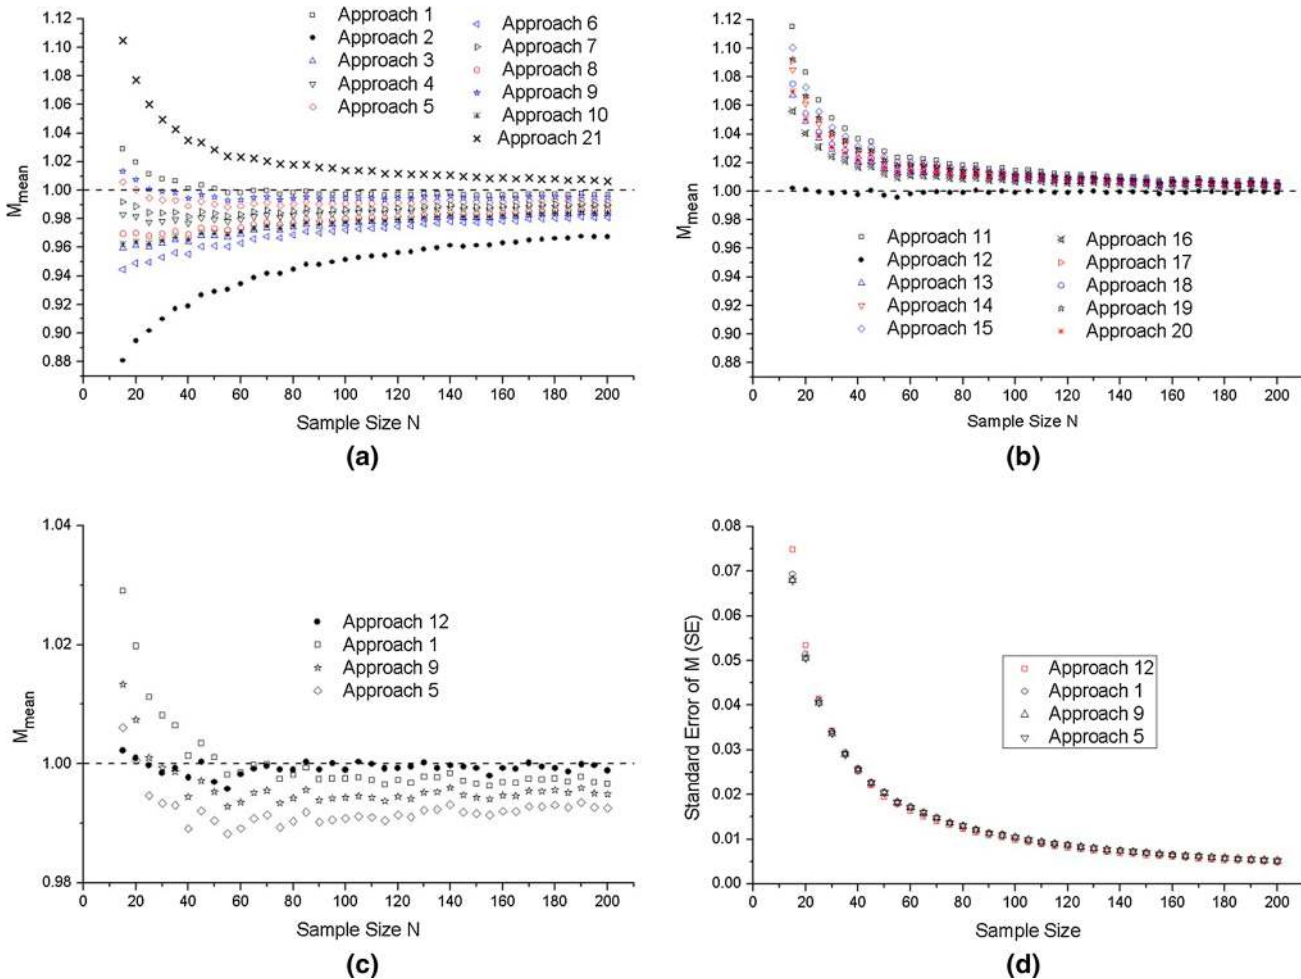 1.12
1.10
1.08
1.06
1.04
1.02
1.00
0.98
0.96
0.94
0.92
0.90
0.88
M_mean
Approach 1
Approach 2
Approach 3
Approach 4
Approach 5
Approach 6
Approach 7
Approach 8
Approach 9
Approach 10
Approach 21
0 20 40 60 80 100 120 140 160 180 200
Sample Size N
(a)
1.12
1.10
1.08
1.06
1.04
1.02
1.00
0.98
0.96
0.94
0.92
0.90
0.88
M_mean
Approach 11
Approach 12
Approach 13
Approach 14
Approach 15
Approach 16
Approach 17
Approach 18
Approach 19
Approach 20
0 20 40 60 80 100 120 140 160 180 200
Sample Size N
(b)
1.04
1.02
1.00
0.98
M_mean
Approach 12
Approach 1
Approach 9
Approach 5
0 20 40 60 80 100 120 140 160 180 200
Sample Size N
(c)
0.08
0.07
0.06
0.05
0.04
0.03
0.02
0.01
0.00
Standard Error of M (SE)
Approach 12
Approach 1
Approach 9
Approach 5
0 20 40 60 80 100 120 140 160 180 200
Sample Size
(d)